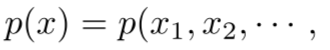 p(x) = p(x₁, x₂, ⋯ ,